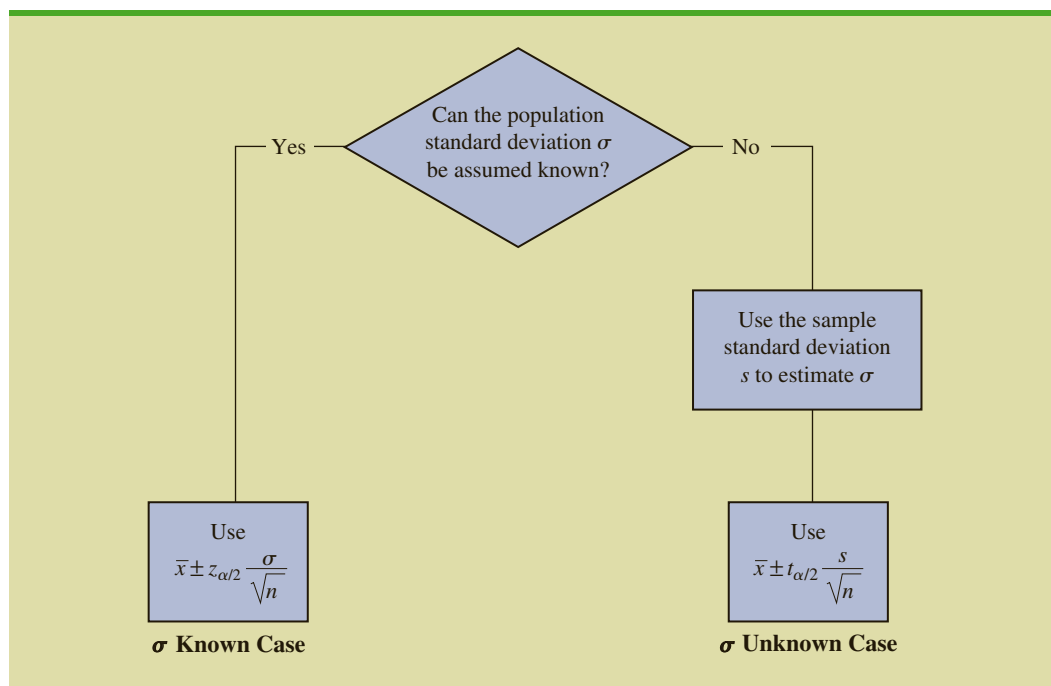 Can the population
standard deviation σ
be assumed known?
Yes
No
Use the sample
standard deviation
s to estimate σ
Use
x̄ ± z_{α/2} σ/√n
σ Known Case
Use
x̄ ± t_{α/2} s/√n
σ Unknown Case